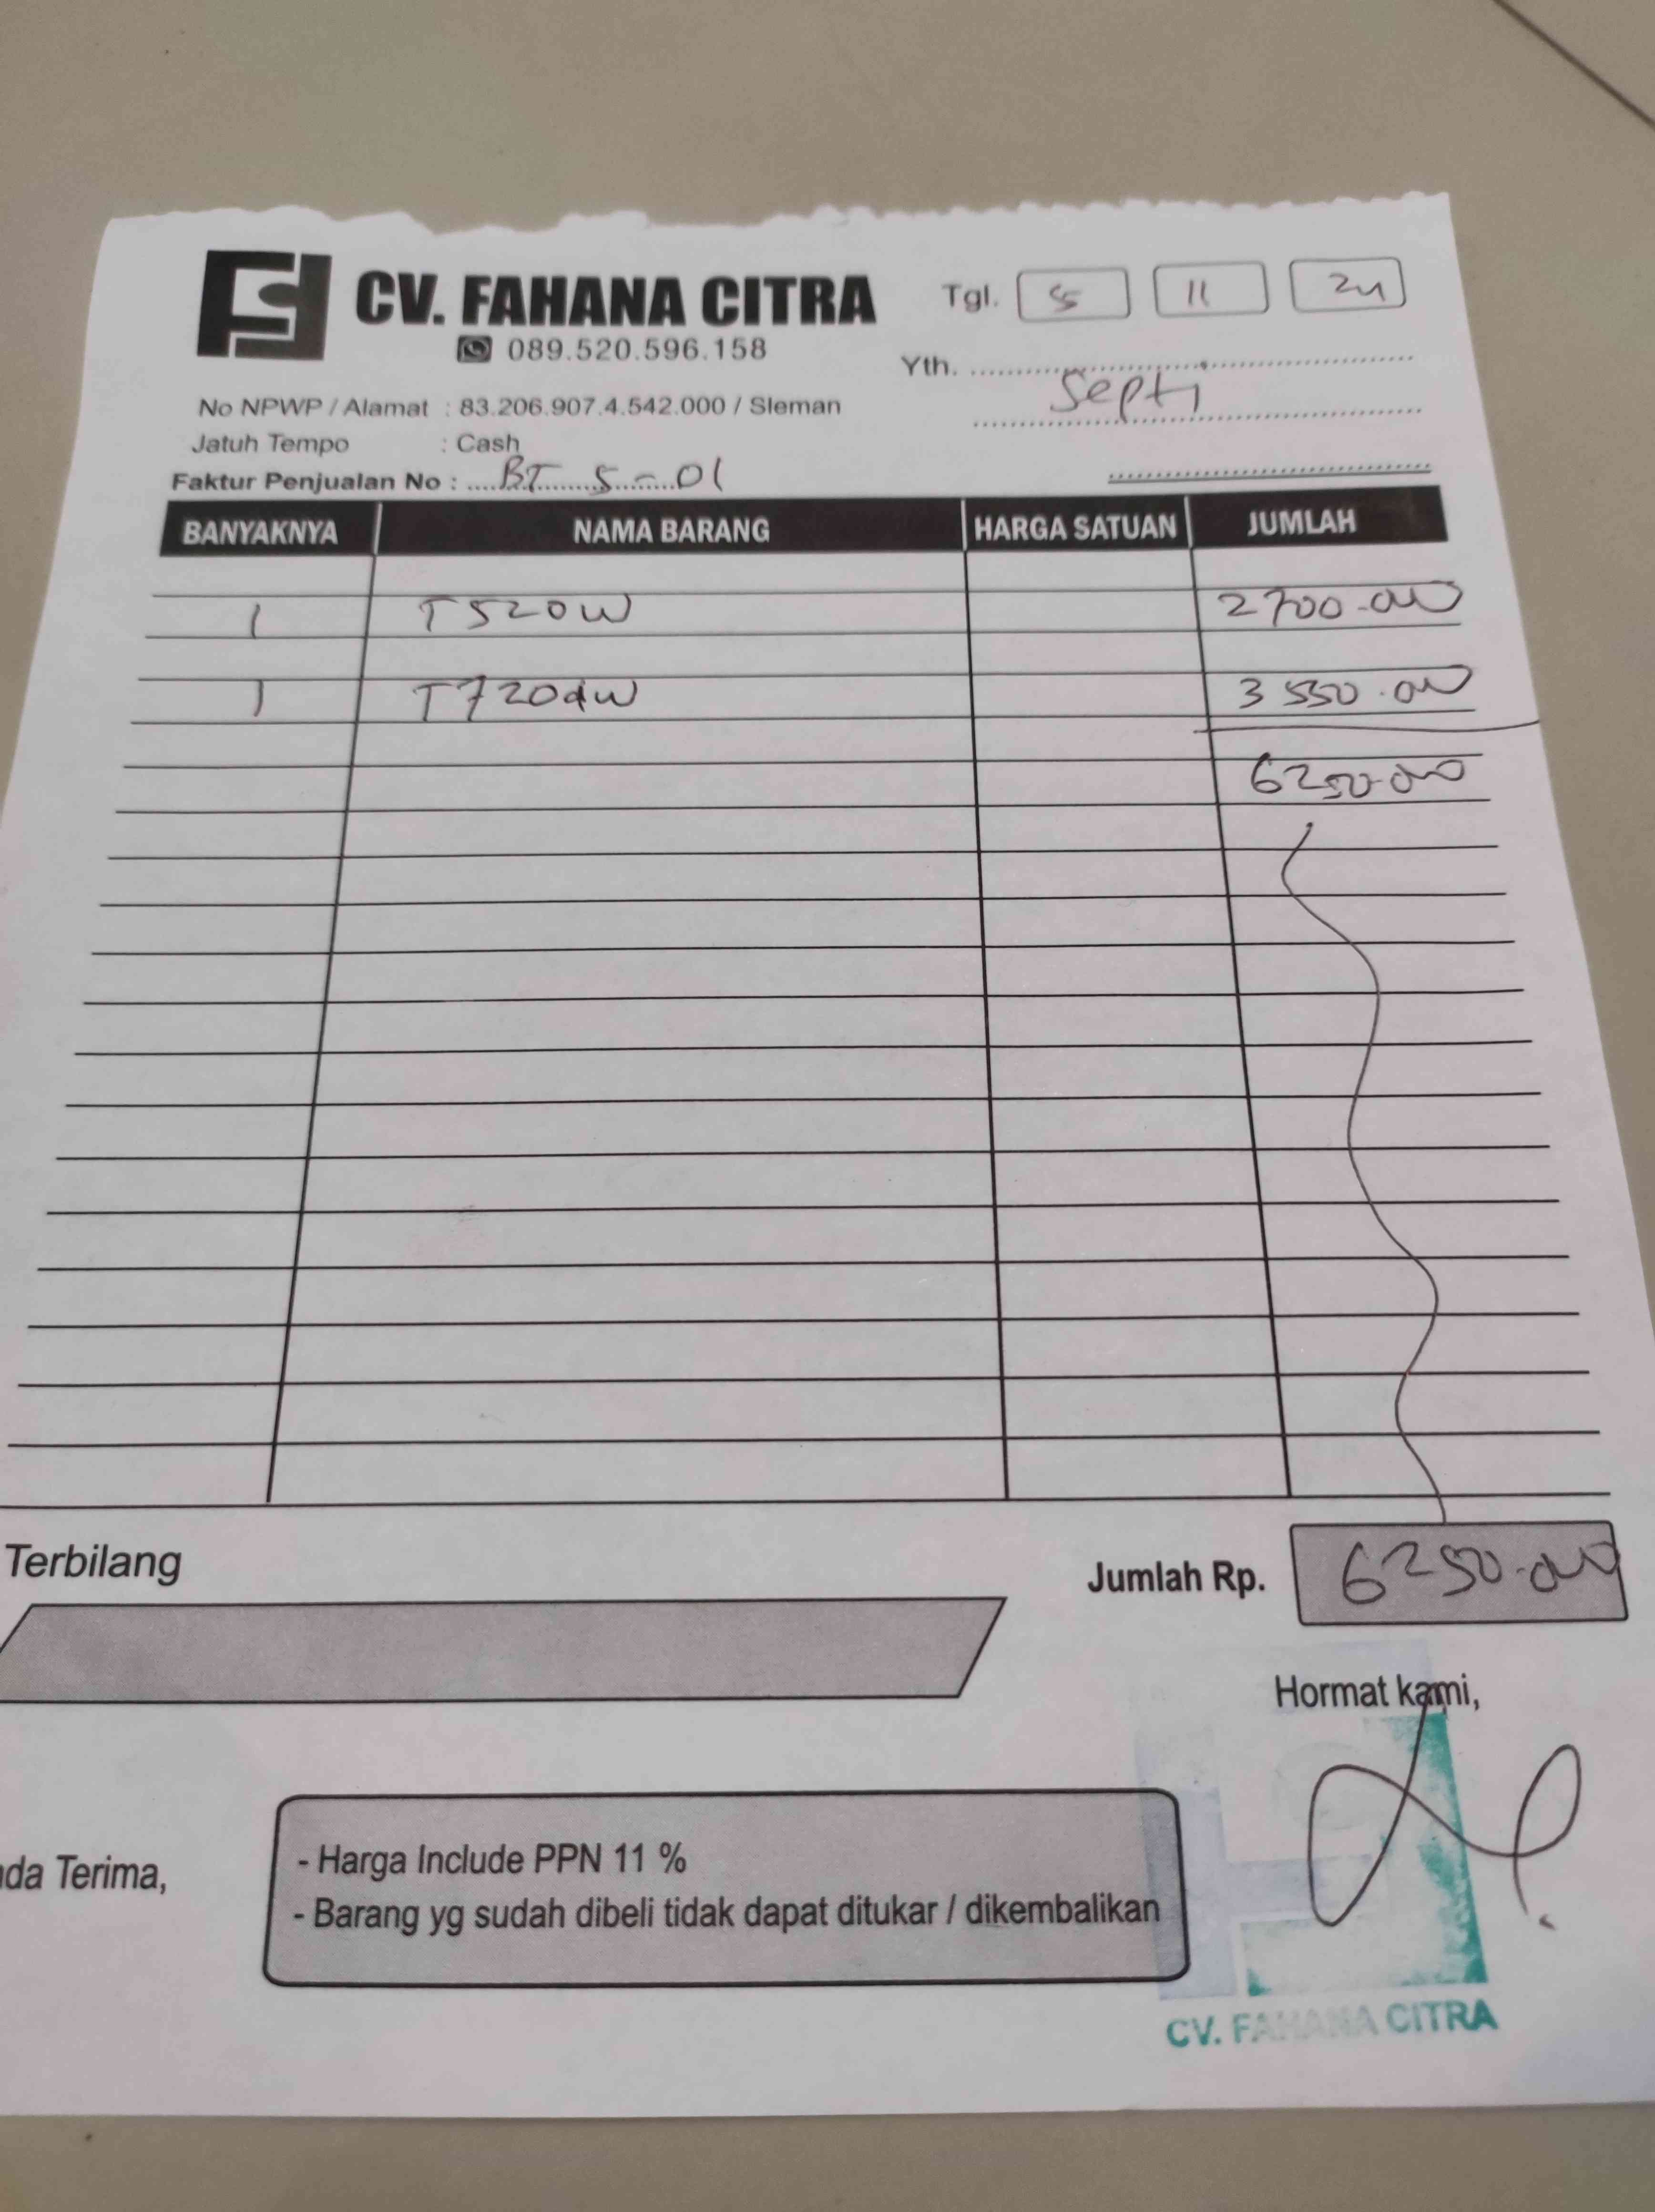 CV. FAHANA CITRA
089.520.596.158
Tgl. 5 11 24
Yth. Septi
No NPWP / Alamat : 83.206.907.4.542.000 / Sleman
Jatuh Tempo : Cash
Faktur Penjualan No : BT 5-01
BANYAKNYA NAMA BARANG HARGA SATUAN JUMLAH
1 T520W 2700.000
1 T720dW 3550.000
6250.000
Terbilang
Jumlah Rp. 6250.000
Hormat kami,
da Terima,
- Harga Include PPN 11 %
- Barang yg sudah dibeli tidak dapat ditukar / dikembalikan
CV. FAHANA CITRA